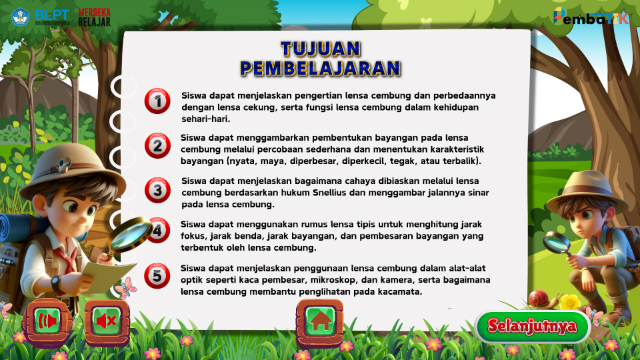 BLPT
MERDEKA
BELAJAR
PembaTIK
TUJUAN
PEMBELAJARAN
1
Siswa dapat menjelaskan pengertian lensa cembung dan perbedaannya
dengan lensa cekung, serta fungsi lensa cembung dalam kehidupan
sehari-hari.
2
Siswa dapat menggambarkan pembentukan bayangan pada lensa
cembung melalui percobaan sederhana dan menentukan karakteristik
bayangan (nyata, maya, diperbesar, diperkecil, tegak, atau terbalik).
3
Siswa dapat menjelaskan bagaimana cahaya dibiaskan melalui lensa
cembung berdasarkan hukum Snellius dan menggambar jalannya sinar
pada lensa cembung.
4
Siswa dapat menggunakan rumus lensa tipis untuk menghitung jarak
fokus, jarak benda, jarak bayangan, dan pembesaran bayangan yang
terbentuk oleh lensa cembung.
5
Siswa dapat menjelaskan penggunaan lensa cembung dalam alat-alat
optik seperti kaca pembesar, mikroskop, dan kamera, serta bagaimana
lensa cembung membantu penglihatan pada kacamata.
Selanjutnya